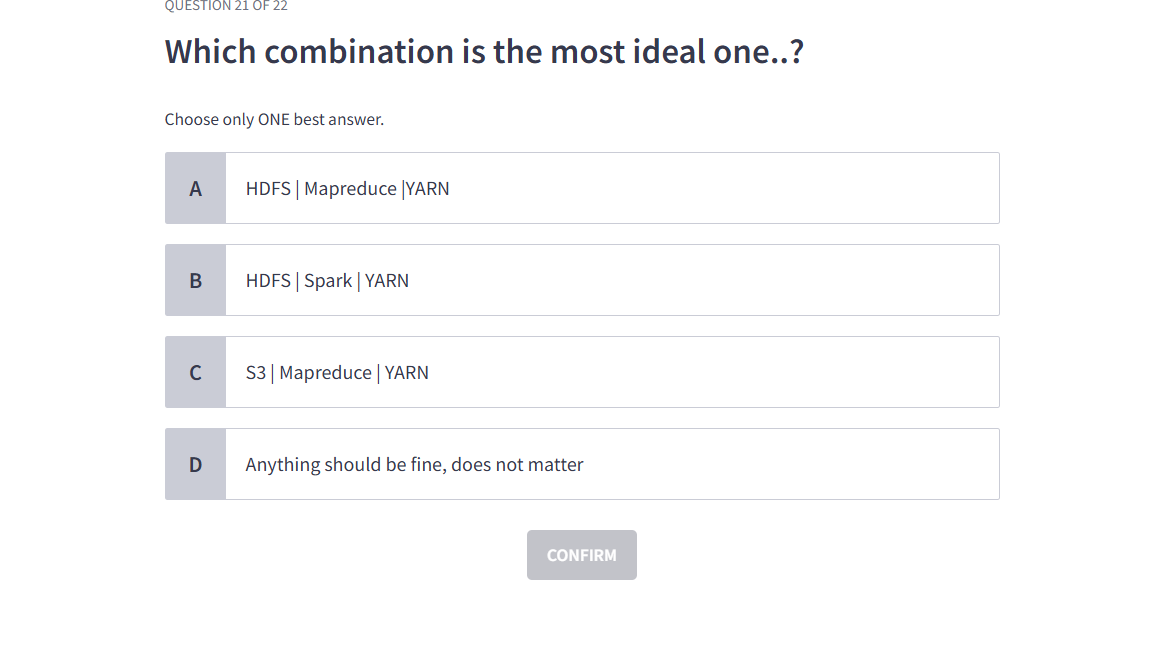 QUESTION 21 OF 22
Which combination is the most ideal one..?
Choose only ONE best answer.
A
HDFS | Mapreduce |YARN
B
HDFS | Spark | YARN
C
S3 | Mapreduce | YARN
D
Anything should be fine, does not matter
CONFIRM